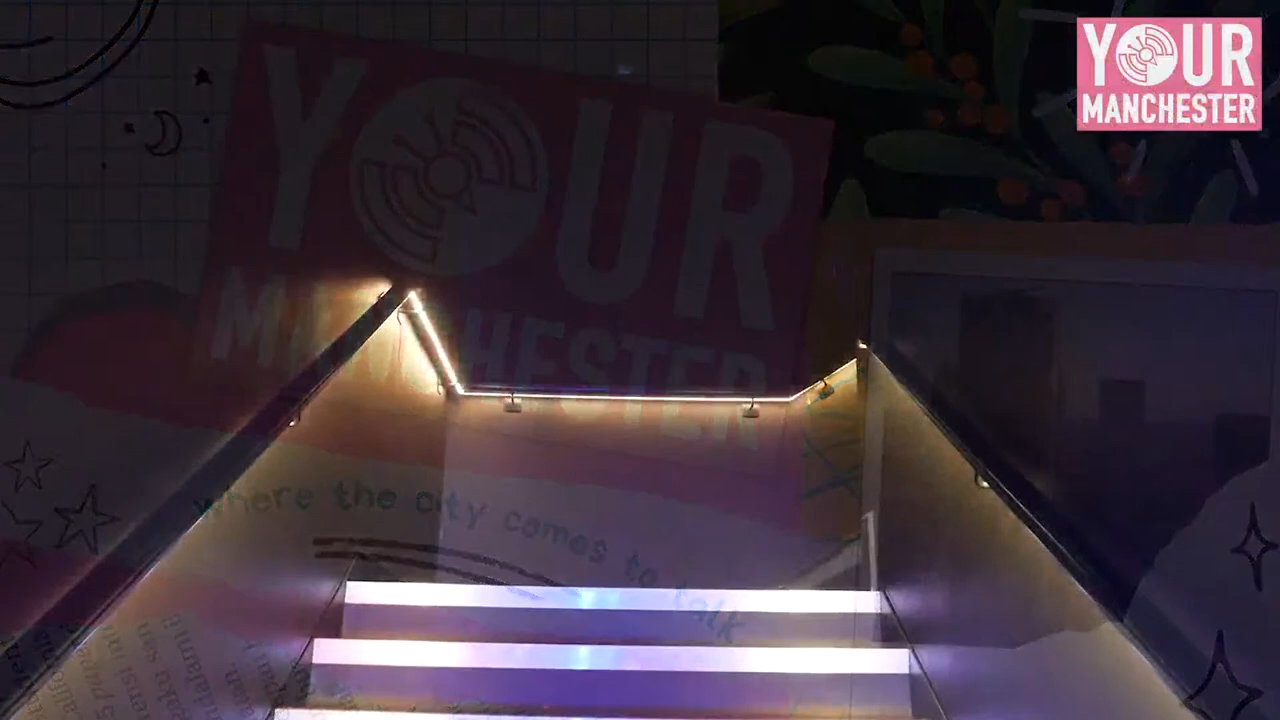 YOUR
MANCHESTER
YOUR
MANCHESTER
where the city comes to talk